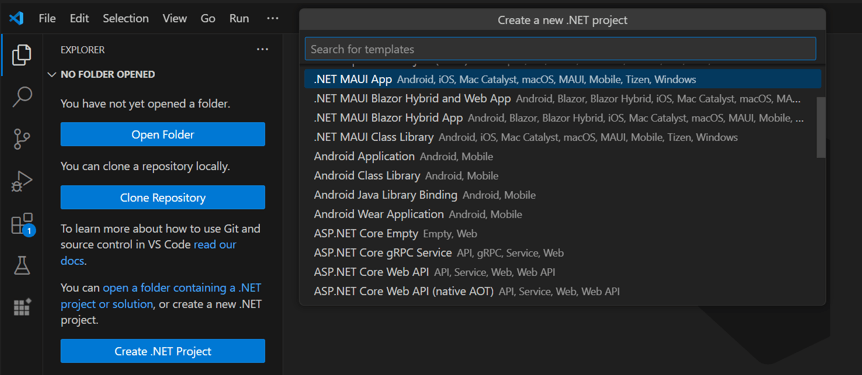 File Edit Selection View Go Run ···
Create a new .NET project
Search for templates
EXPLORER ···
NO FOLDER OPENED
You have not yet opened a folder.
Open Folder
You can clone a repository locally.
Clone Repository
To learn more about how to use Git and
source control in VS Code read our
docs.
You can open a folder containing a .NET
project or solution, or create a new .NET
project.
Create .NET Project
1
.NET MAUI App Android, iOS, Mac Catalyst, macOS, MAUI, Mobile, Tizen, Windows
.NET MAUI Blazor Hybrid and Web App Android, Blazor, Blazor Hybrid, iOS, Mac Catalyst, macOS, MA...
.NET MAUI Blazor Hybrid App Android, Blazor, Blazor Hybrid, iOS, Mac Catalyst, macOS, MAUI, Mobile, ...
.NET MAUI Class Library Android, iOS, Mac Catalyst, macOS, MAUI, Mobile, Tizen, Windows
Android Application Android, Mobile
Android Class Library Android, Mobile
Android Java Library Binding Android, Mobile
Android Wear Application Android, Mobile
ASP.NET Core Empty Empty, Web
ASP.NET Core gRPC Service API, gRPC, Service, Web
ASP.NET Core Web API API, Service, Web, Web API
ASP.NET Core Web API (native AOT) API, Service, Web, Web API